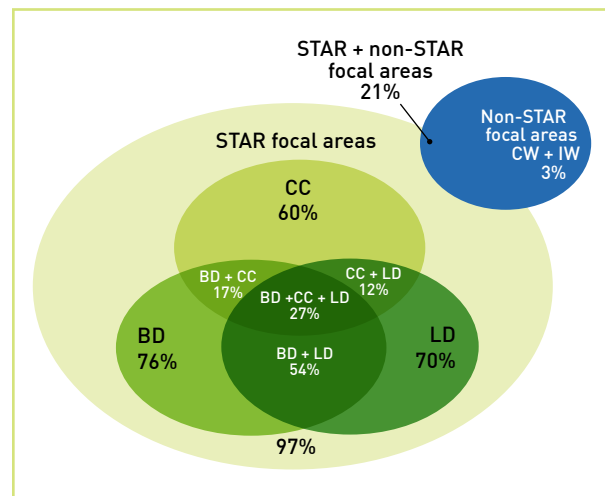 STAR + non-STAR
focal areas
21%
Non-STAR
focal areas
CW + IW
3%
STAR focal areas
CC
60%
BD + CC
17%
CC + LD
12%
BD +CC + LD
27%
BD
76%
LD
70%
BD + LD
54%
97%